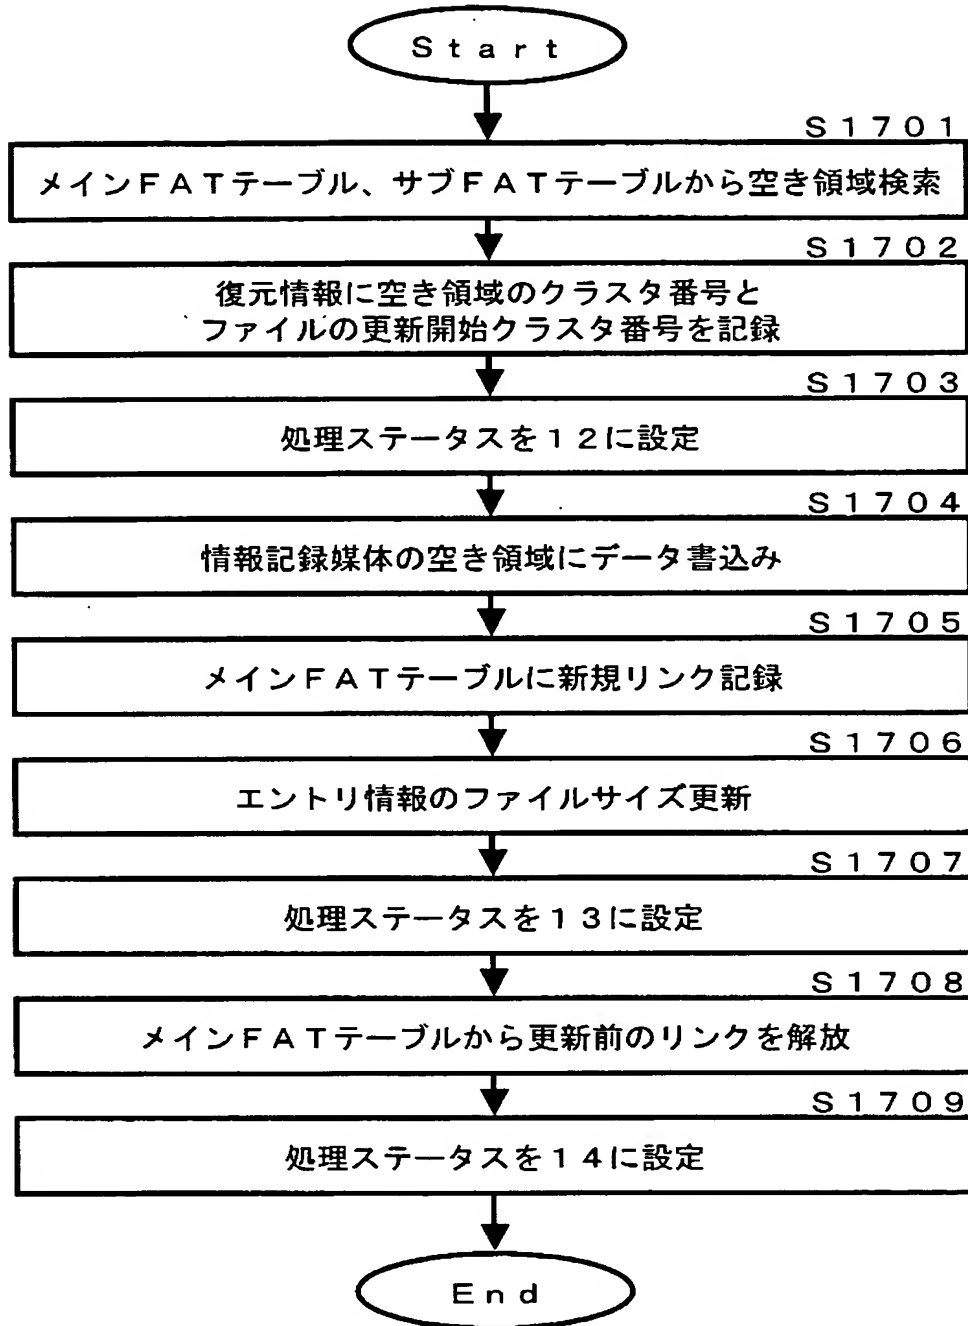 Start
S1701
メインFATテーブル、サブFATテーブルから空き領域検索
S1702
復元情報に空き領域のクラスタ番号と
ファイルの更新開始クラスタ番号を記録
S1703
処理ステータスを12に設定
S1704
情報記録媒体の空き領域にデータ書込み
S1705
メインFATテーブルに新規リンク記録
S1706
エントリ情報のファイルサイズ更新
S1707
処理ステータスを13に設定
S1708
メインFATテーブルから更新前のリンクを解放
S1709
処理ステータスを14に設定
End